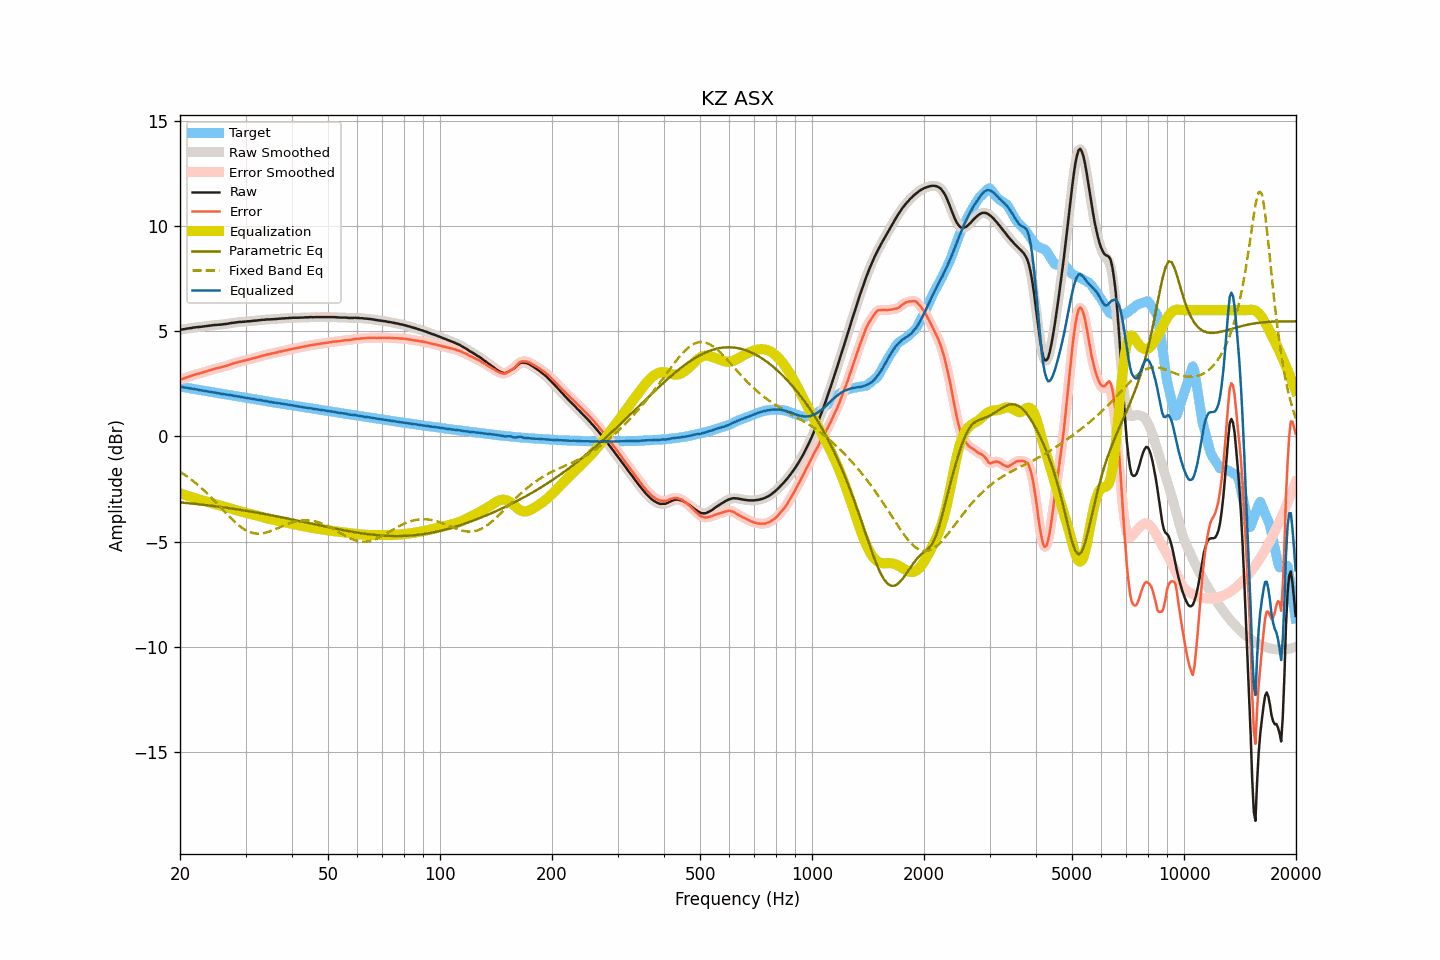 KZ ASX
15
10
5
0
−5
−10
−15
Amplitude (dBr)
Target
Raw Smoothed
Error Smoothed
Raw
Error
Equalization
Parametric Eq
Fixed Band Eq
Equalized
20 50 100 200 500 1000 2000 5000 10000 20000
Frequency (Hz)